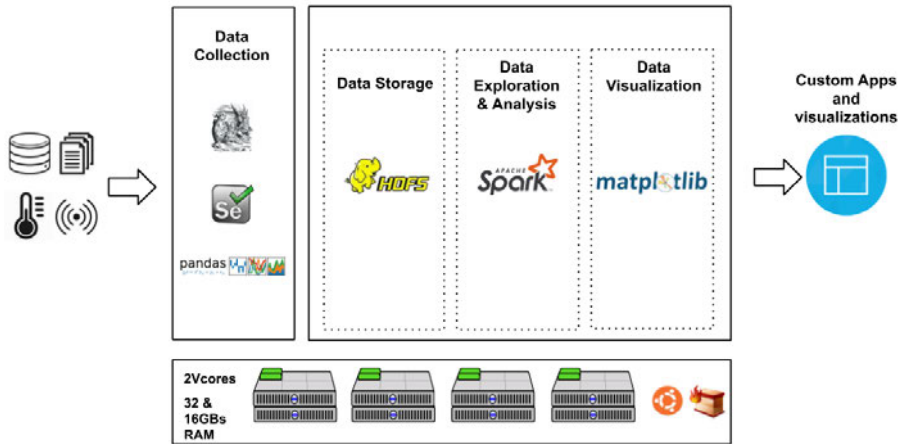 Data
Collection
Se
pandas
Data Storage
HDFS
Data
Exploration
& Analysis
APACHE
Spark
Data
Visualization
matplotlib
Custom Apps
and
visualizations
2Vcores
32 &
16GBs
RAM